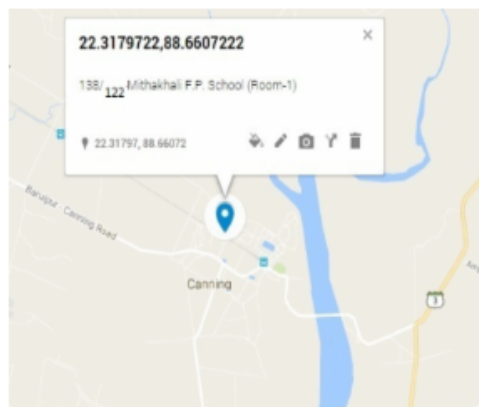 22.3179722,88.6607222
138/ 122-Mithakhali F.P. School (Room-1)
22.31797, 88.66072
Baruipur - Canning Road
Canning
3